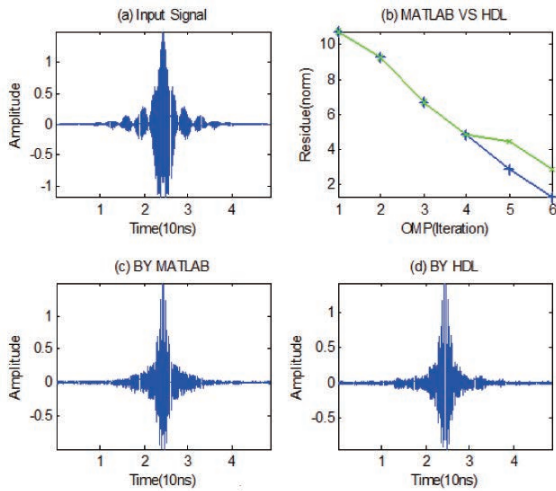 (a) Input Signal
Amplitude
1
0.5
0
-0.5
-1
1 2 3 4
Time(10ns)
(b) MATLAB VS HDL
Residue(norm)
10
8
6
4
2
1 2 3 4 5 6
OMP(Iteration)
(c) BY MATLAB
Amplitude
1
0.5
0
-0.5
1 2 3 4
Time(10ns)
(d) BY HDL
Amplitude
1
0.5
0
-0.5
1 2 3 4
Time(10ns)